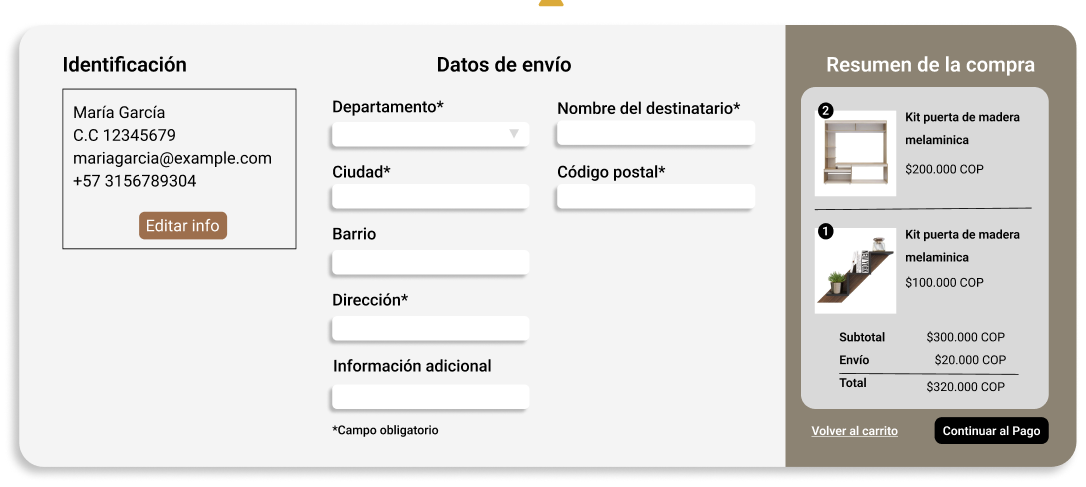 Identificación
María García
C.C 12345679
mariagarcia@example.com
+57 3156789304
Editar info
Datos de envío
Departamento*
Nombre del destinatario*
Ciudad*
Código postal*
Barrio
Dirección*
Información adicional
*Campo obligatorio
Resumen de la compra
2
Kit puerta de madera
melaminica
$200.000 COP
1
Kit puerta de madera
melaminica
$100.000 COP
Subtotal $300.000 COP
Envío $20.000 COP
Total $320.000 COP
Volver al carrito
Continuar al Pago